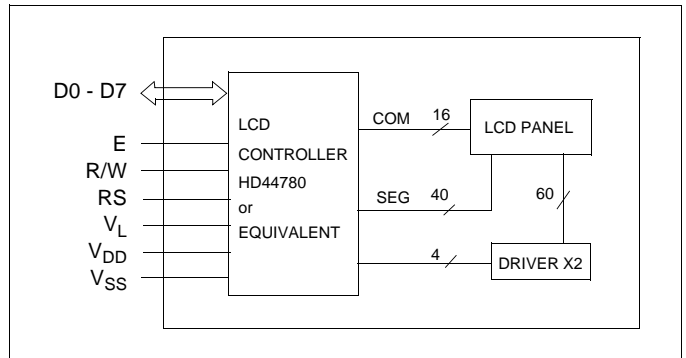 D0 - D7
E
R/W
RS
VL
VDD
VSS
LCD
CONTROLLER
HD44780
or
EQUIVALENT
COM 16
SEG 40
4
LCD PANEL
60
DRIVER X2